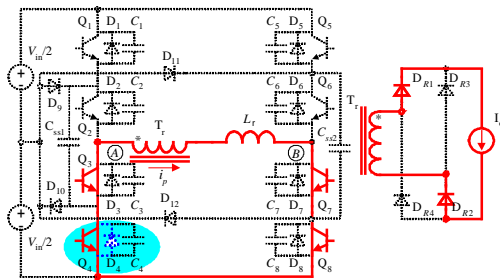 D1 C1 C5 D5
Q1 Q5
Vin/2 D11
D2 C2 C6 D6
D9 Q2 Tr Lr Q6 Tr DR1 DR3
Css1 * Css2 * I
A B
Q3 ip
D10 D3 C3 D12 C7 D7 Q7 DR4 DR2
Vin/2
Q4 D4 C4 C8 D8 Q8